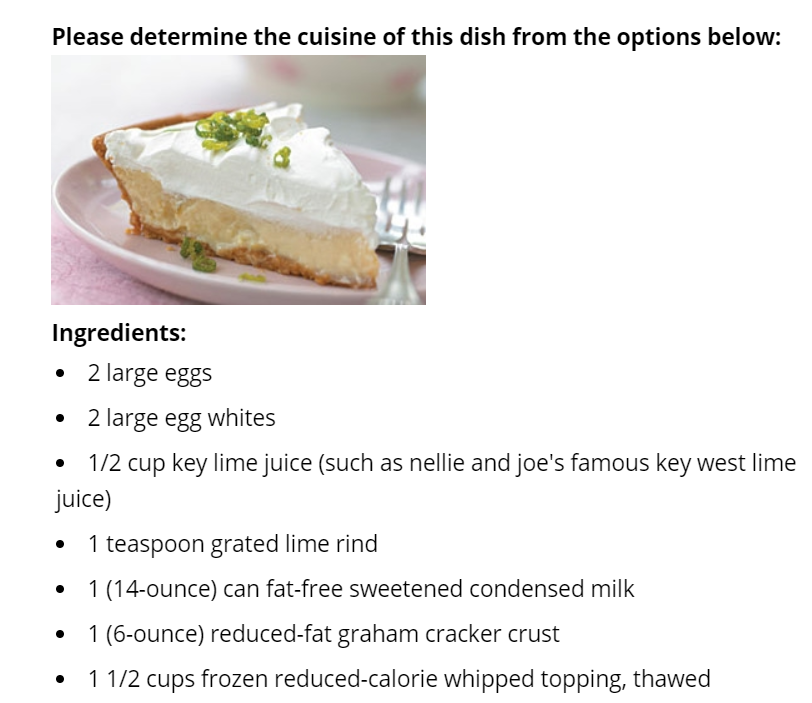 Please determine the cuisine of this dish from the options below:
Ingredients:
• 2 large eggs
• 2 large egg whites
• 1/2 cup key lime juice (such as nellie and joe's famous key west lime
juice)
• 1 teaspoon grated lime rind
• 1 (14-ounce) can fat-free sweetened condensed milk
• 1 (6-ounce) reduced-fat graham cracker crust
• 1 1/2 cups frozen reduced-calorie whipped topping, thawed